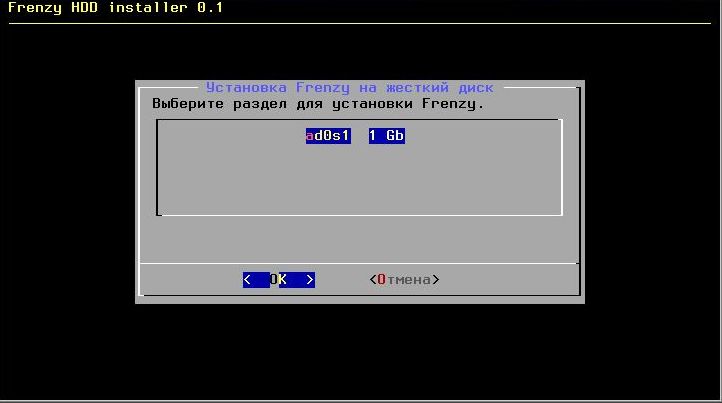 Frenzy HDD installer 0.1
Установка Frenzy на жесткий диск
Выберите раздел для установки Frenzy.
ad0s1 1 Gb
< OK > <Отмена>